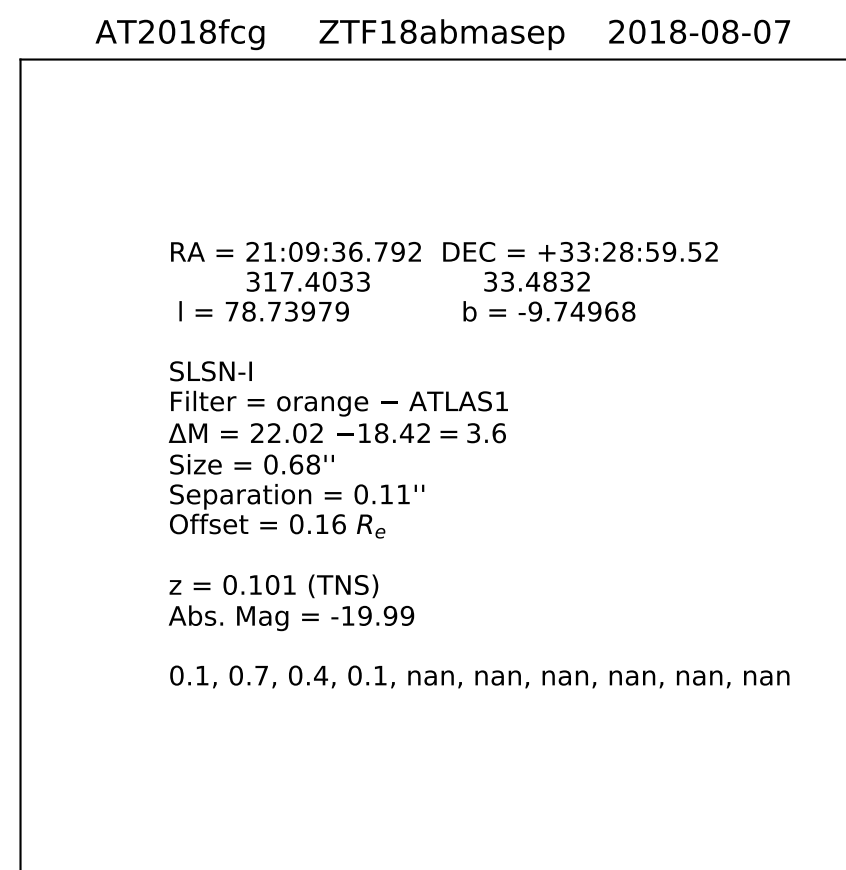 AT2018fcg ZTF18abmasep 2018-08-07
RA = 21:09:36.792 DEC = +33:28:59.52
317.4033 33.4832
l = 78.73979 b = -9.74968
SLSN-I
Filter = orange − ATLAS1
ΔM = 22.02 −18.42 = 3.6
Size = 0.68''
Separation = 0.11''
Offset = 0.16 Rₑ
z = 0.101 (TNS)
Abs. Mag = -19.99
0.1, 0.7, 0.4, 0.1, nan, nan, nan, nan, nan, nan